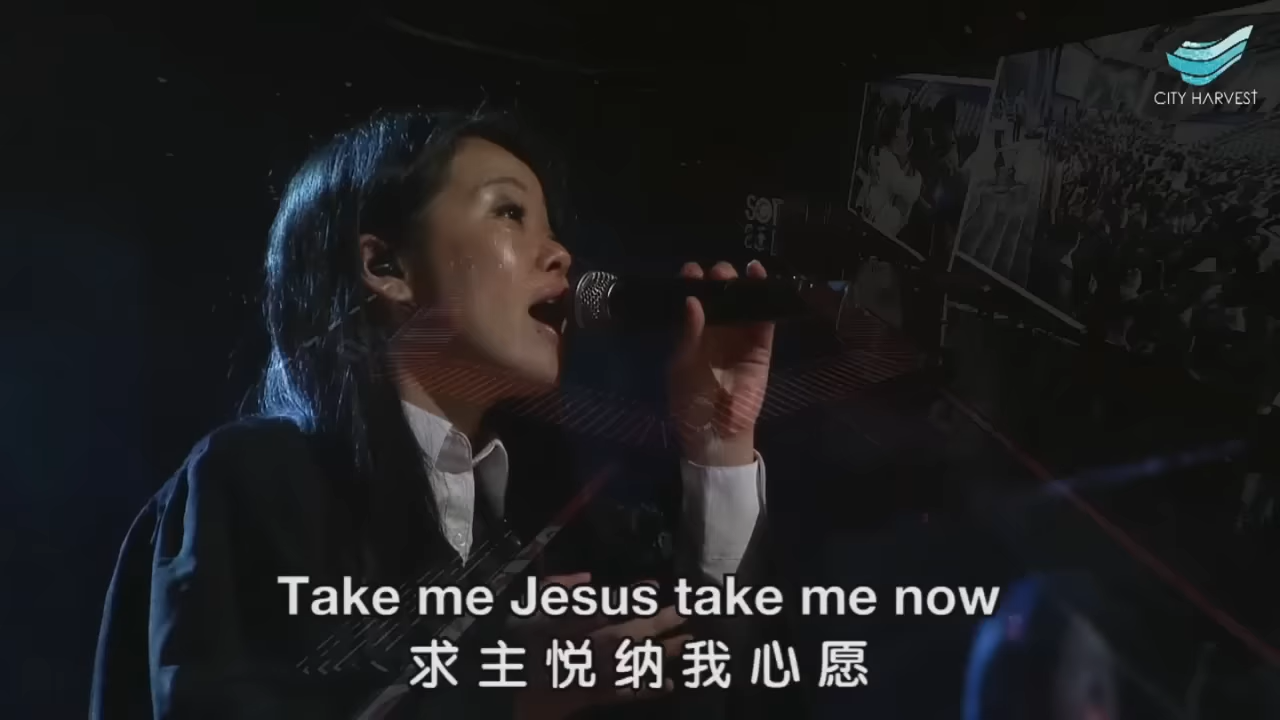 CITY HARVEST
Take me Jesus take me now
求主悦纳我心愿